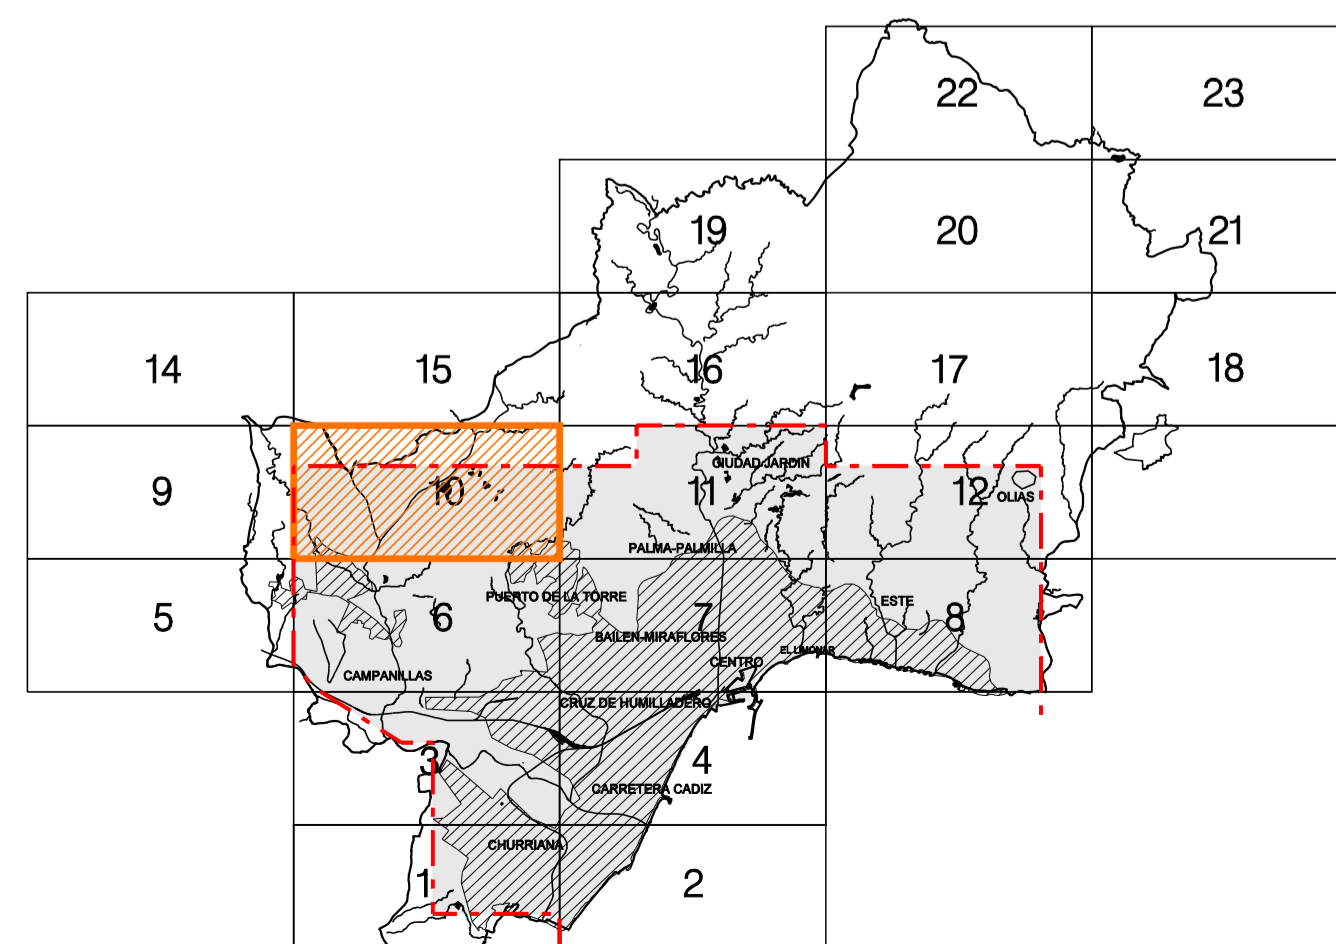 22
23
19
20
21
14
15
16
17
18
CIUDAD JARDIN
9
10
11
12
OLIAS
PALMA-PALMILLA
PUERTO DE LA TORRE
ESTE
5
6
7
8
BAILEN-MIRAFLORES
EL LIMONAR
CENTRO
CAMPANILLAS
CRUZ DE HUMILLADERO
3
4
CARRETERA CADIZ
CHURRIANA
1
2